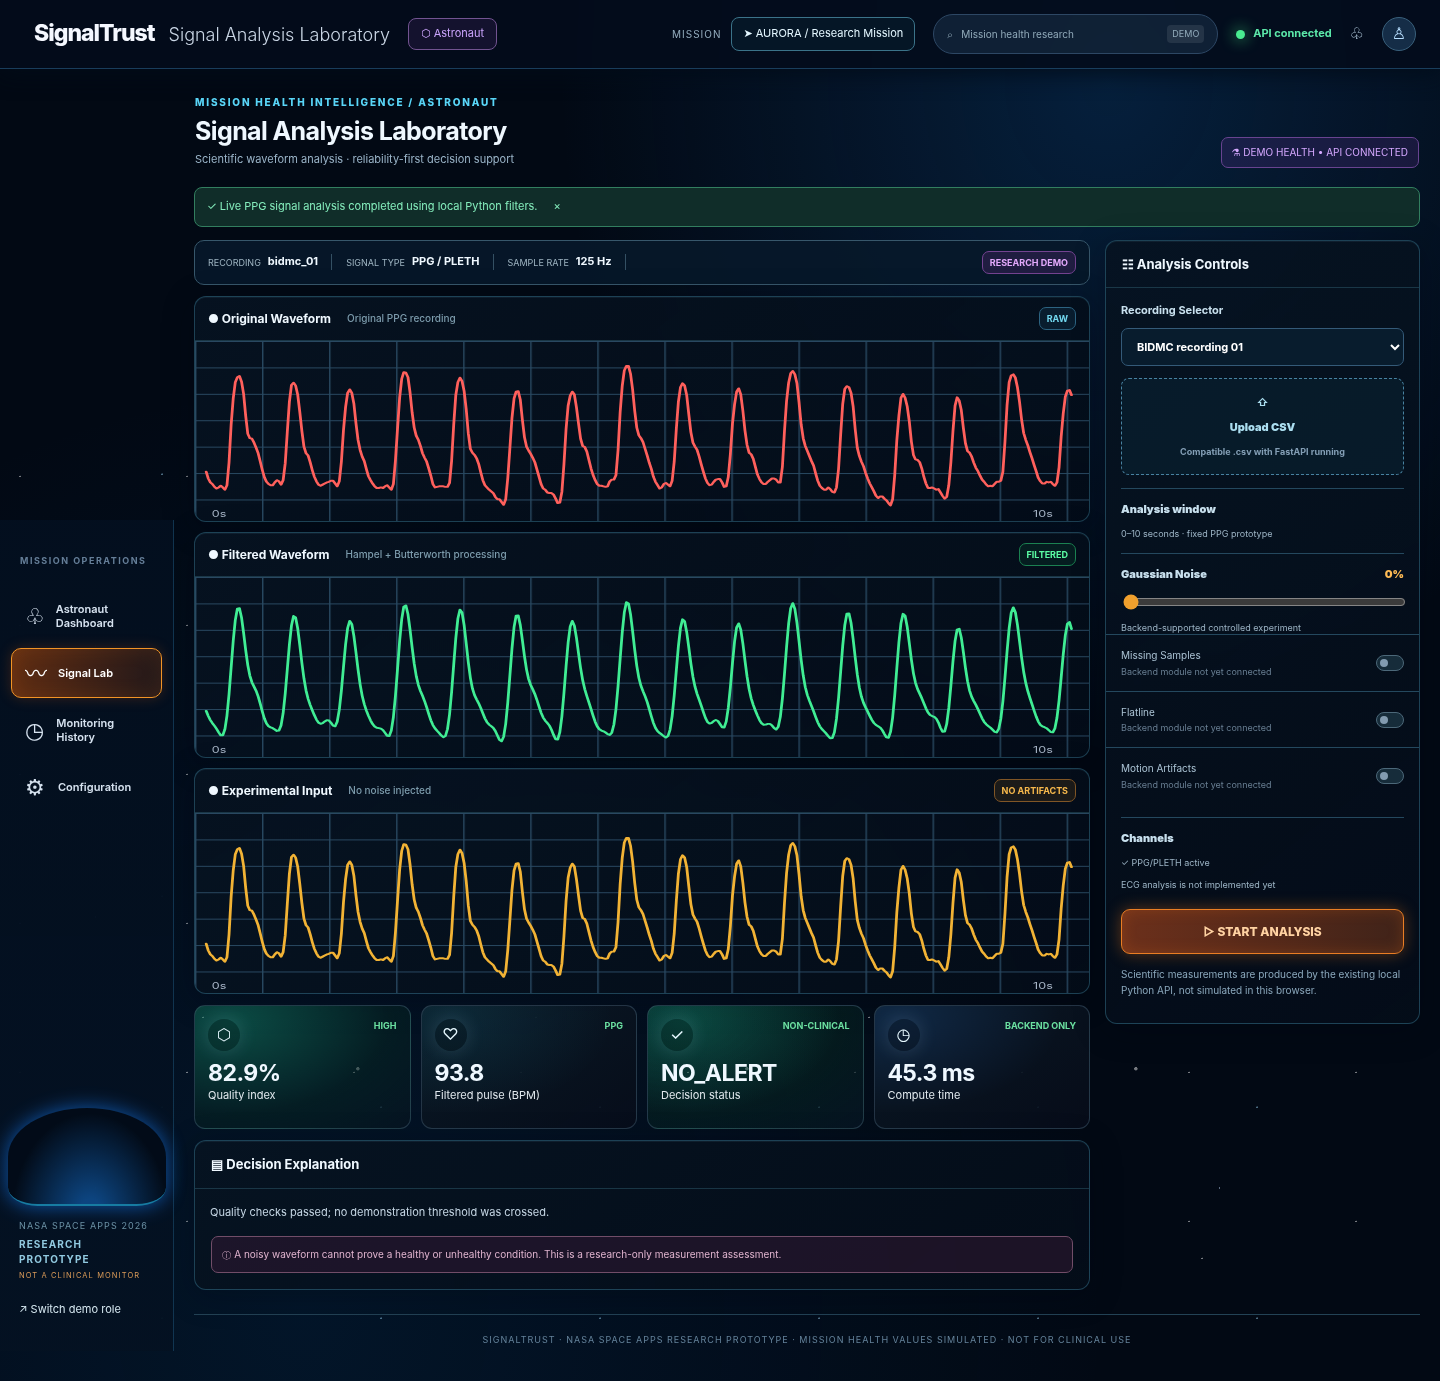 SignalTrust Signal Analysis Laboratory
Astronaut
MISSION
AURORA / Research Mission
Mission health research
DEMO
API connected
MISSION HEALTH INTELLIGENCE / ASTRONAUT
Signal Analysis Laboratory
Scientific waveform analysis · reliability-first decision support
DEMO HEALTH • API CONNECTED
✓ Live PPG signal analysis completed using local Python filters. ×
RECORDING bidmc_01
SIGNAL TYPE PPG / PLETH
SAMPLE RATE 125 Hz
RESEARCH DEMO
Original Waveform Original PPG recording
RAW
0s
10s
Filtered Waveform Hampel + Butterworth processing
FILTERED
0s
10s
Experimental Input No noise injected
NO ARTIFACTS
0s
10s
HIGH
82.9%
Quality index
PPG
93.8
Filtered pulse (BPM)
NON-CLINICAL
NO_ALERT
Decision status
BACKEND ONLY
45.3 ms
Compute time
Decision Explanation
Quality checks passed; no demonstration threshold was crossed.
ⓘ A noisy waveform cannot prove a healthy or unhealthy condition. This is a research-only measurement assessment.
Analysis Controls
Recording Selector
BIDMC recording 01
Upload CSV
Compatible .csv with FastAPI running
Analysis window
0–10 seconds · fixed PPG prototype
Gaussian Noise 0%
Backend-supported controlled experiment
Missing Samples
Backend module not yet connected
Flatline
Backend module not yet connected
Motion Artifacts
Backend module not yet connected
Channels
✓ PPG/PLETH active
ECG analysis is not implemented yet
START ANALYSIS
Scientific measurements are produced by the existing local
Python API, not simulated in this browser.
MISSION OPERATIONS
Astronaut
Dashboard
Signal Lab
Monitoring
History
Configuration
NASA SPACE APPS 2026
RESEARCH
PROTOTYPE
NOT A CLINICAL MONITOR
↗ Switch demo role
SIGNALTRUST · NASA SPACE APPS RESEARCH PROTOTYPE · MISSION HEALTH VALUES SIMULATED · NOT FOR CLINICAL USE